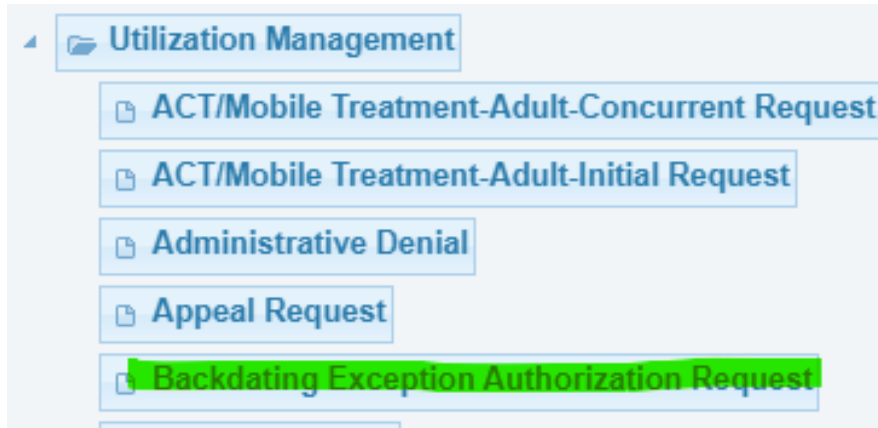 Utilization Management
ACT/Mobile Treatment-Adult-Concurrent Request
ACT/Mobile Treatment-Adult-Initial Request
Administrative Denial
Appeal Request
Backdating Exception Authorization Request